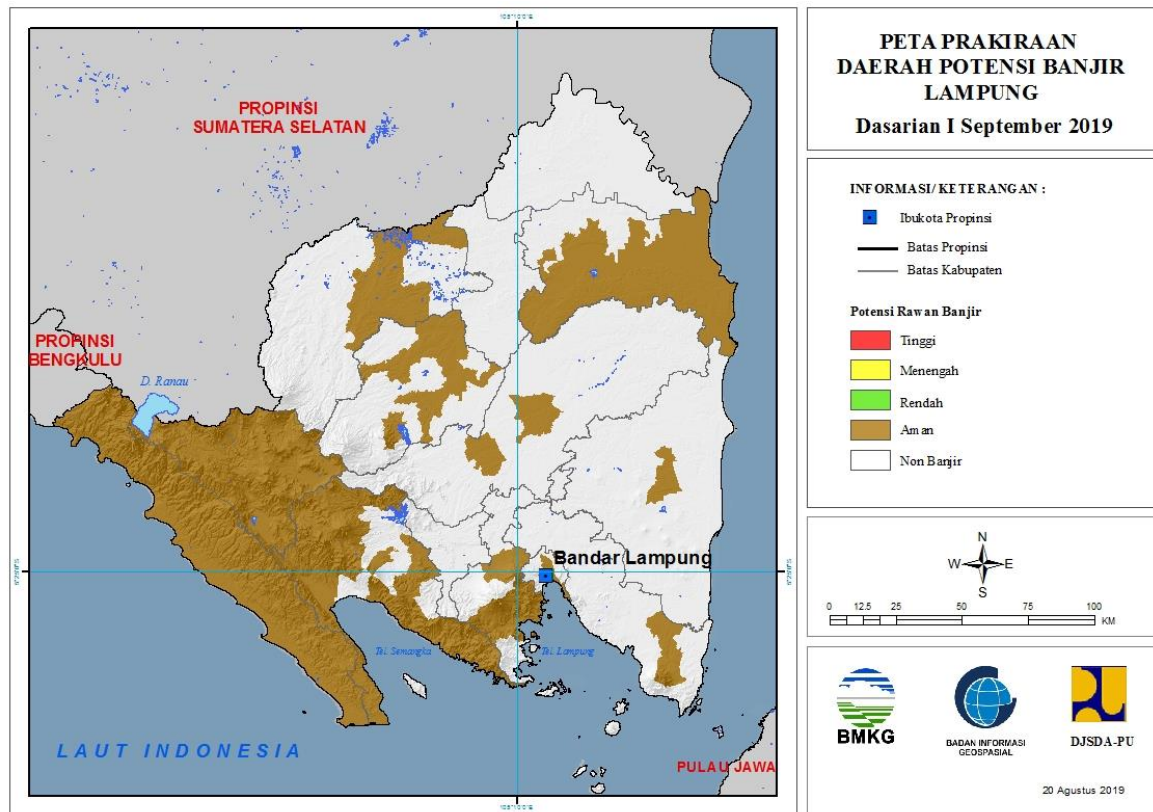 PROPINSI
SUMATERA SELATAN
PROPINSI
BENGKULU
D. Ranau
Bandar Lampung
Tel. Semangka
Tel. Lampung
LAUT INDONESIA
PULAU JAWA
PETA PRAKIRAAN
DAERAH POTENSI BANJIR
LAMPUNG
Dasarian I September 2019
INFORMASI/ KETERANGAN :
Ibukota Propinsi
Batas Propinsi
Batas Kabupaten
Potensi Rawan Banjir
Tinggi
Menengah
Rendah
Aman
Non Banjir
N
W E
S
0 12.5 25 50 75 100
KM
BMKG
BADAN INFORMASI
GEOSPASIAL
DJSDA-PU
20 Agustus 2019